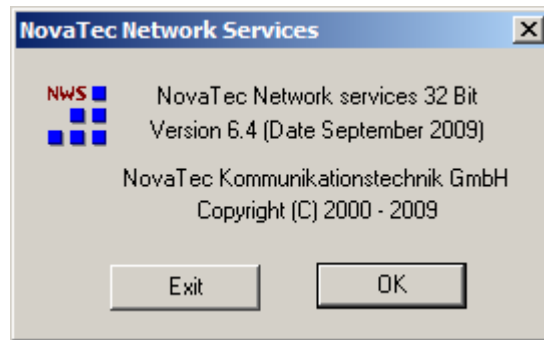 NovaTec Network Services
NWS
NovaTec Network services 32 Bit
Version 6.4 (Date September 2009)
NovaTec Kommunikationstechnik GmbH
Copyright (C) 2000 - 2009
Exit
OK